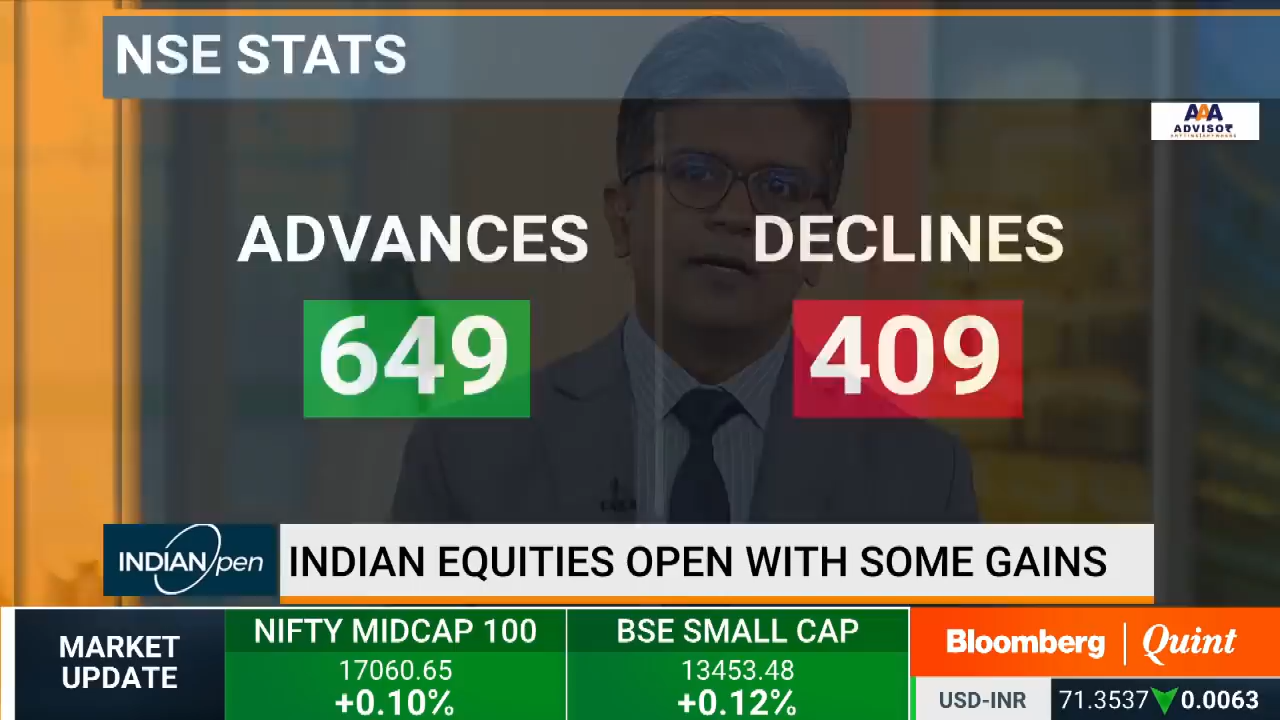 NSE STATS
AAA
ADVISO₹
ADVANCES
DECLINES
649
409
INDIAN Open
INDIAN EQUITIES OPEN WITH SOME GAINS
MARKET
UPDATE
NIFTY MIDCAP 100
17060.65
+0.10%
BSE SMALL CAP
13453.48
+0.12%
Bloomberg | Quint
USD-INR 71.3537▼0.0063